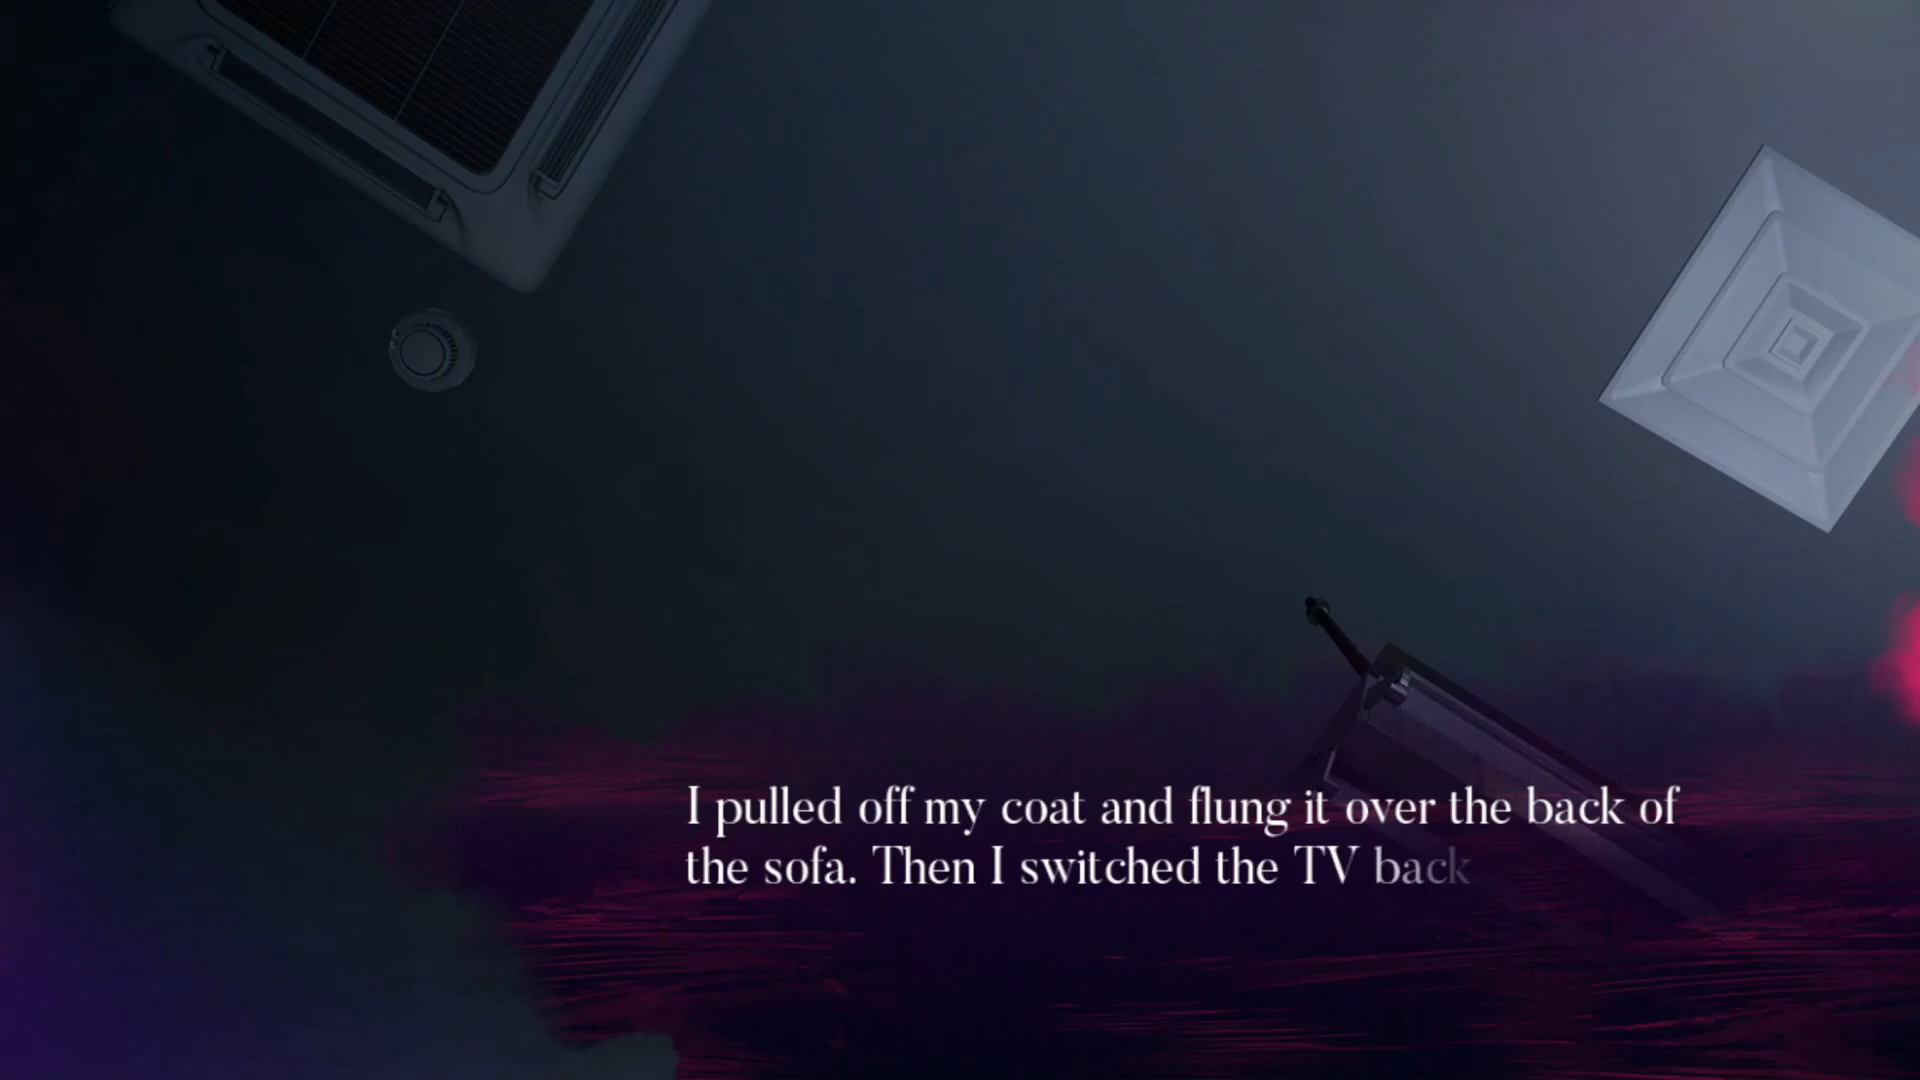 I pulled off my coat and flung it over the back of
the sofa. Then I switched the TV back